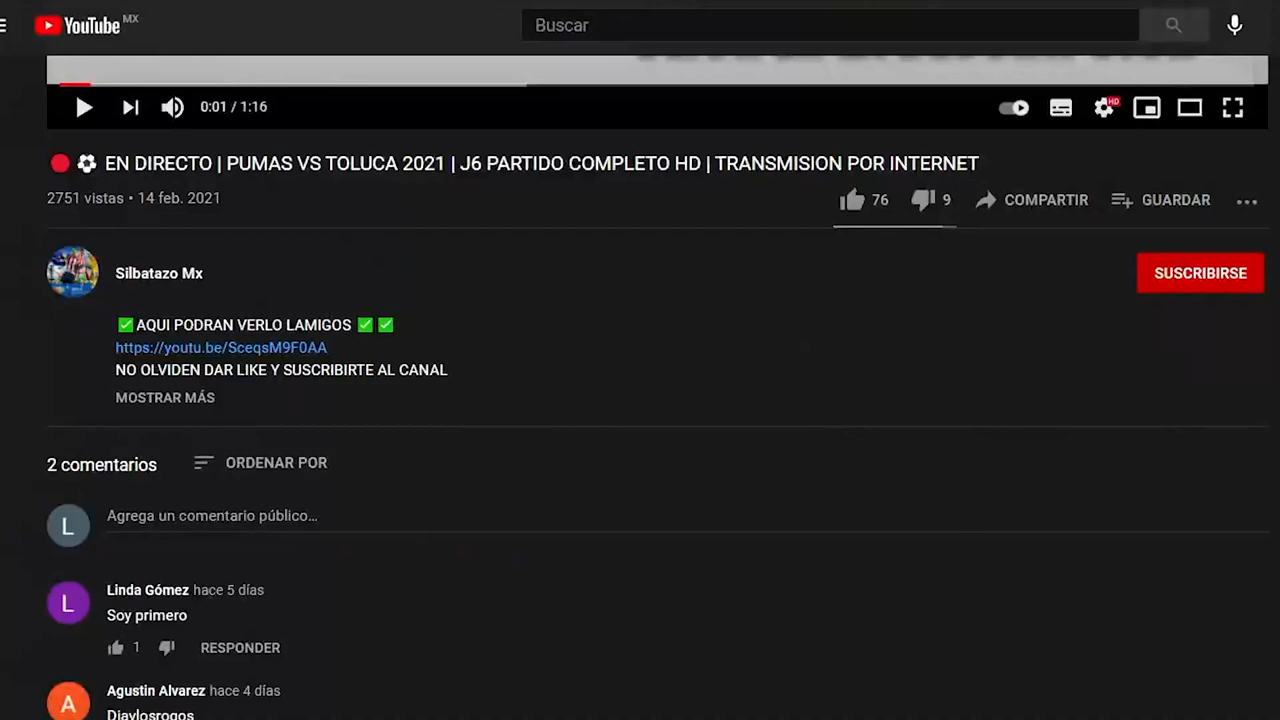 YouTube MX
Buscar
0:01 / 1:16
HD
EN DIRECTO | PUMAS VS TOLUCA 2021 | J6 PARTIDO COMPLETO HD | TRANSMISION POR INTERNET
2751 vistas • 14 feb. 2021
76
9
COMPARTIR
GUARDAR
Silbatazo Mx
SUSCRIBIRSE
✅AQUI PODRAN VERLO LAMIGOS ✅ ✅
https://youtu.be/SceqsM9F0AA
NO OLVIDEN DAR LIKE Y SUSCRIBIRTE AL CANAL
MOSTRAR MÁS
2 comentarios
ORDENAR POR
L
Agrega un comentario público...
L
Linda Gómez hace 5 días
Soy primero
1
RESPONDER
A
Agustin Alvarez hace 4 días
Diaylosrogos